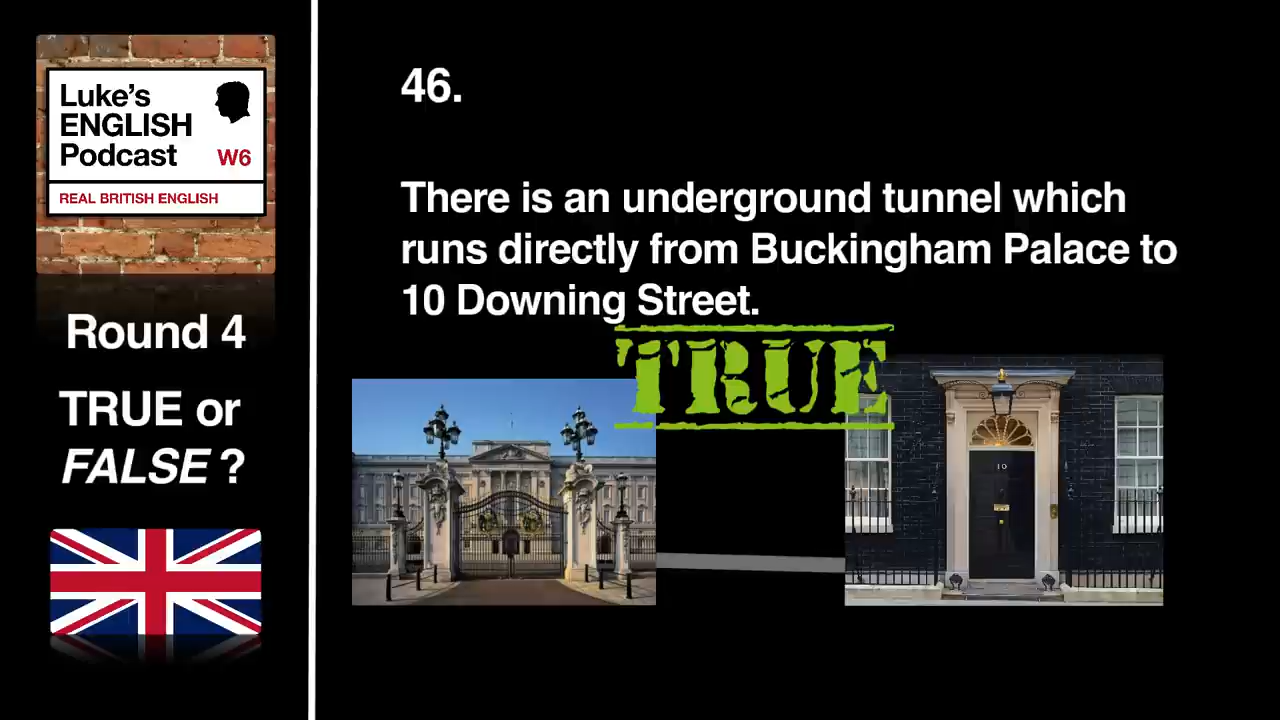 Luke's
ENGLISH
Podcast
W6
REAL BRITISH ENGLISH
Round 4
TRUE or
FALSE ?
46.
There is an underground tunnel which
runs directly from Buckingham Palace to
10 Downing Street.
TRUE
10